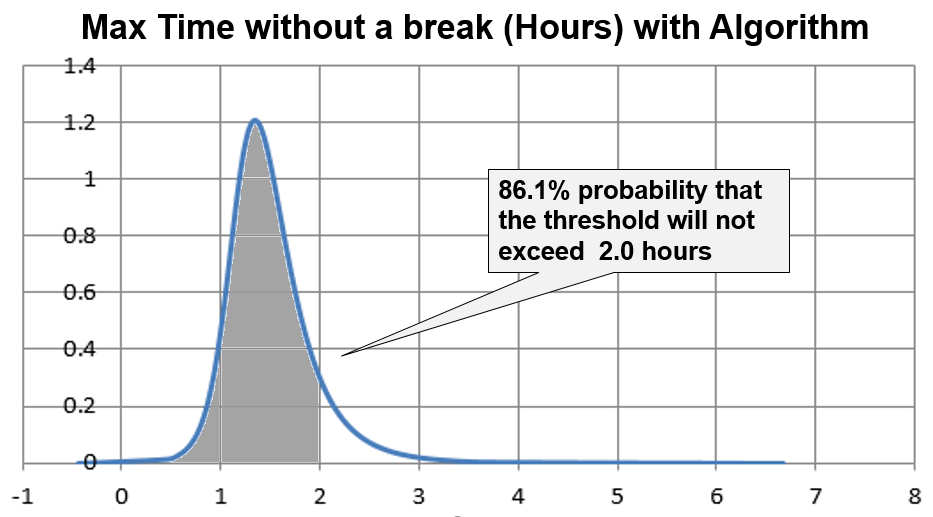 Max Time without a break (Hours) with Algorithm
1.4
1.2
1
0.8
0.6
0.4
0.2
0
86.1% probability that
the threshold will not
exceed 2.0 hours
-1 0 1 2 3 4 5 6 7 8